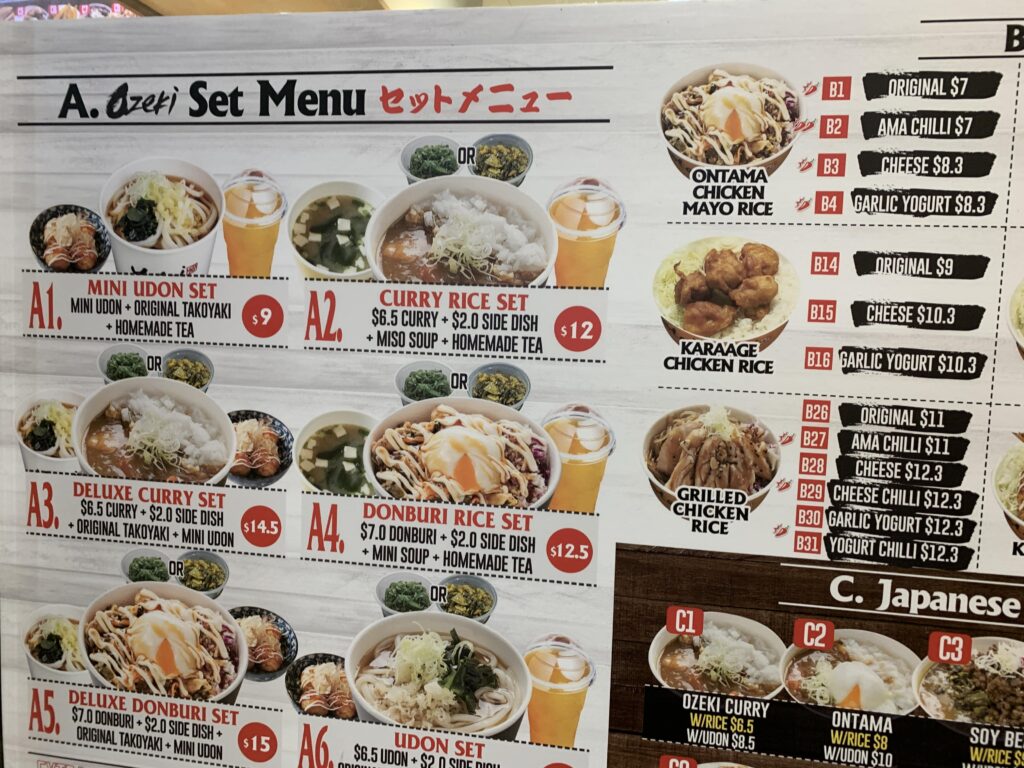 A. Ozeki Set Menu セットメニュー
OR
A1. MINI UDON SET
MINI UDON + ORIGINAL TAKOYAKI
+ HOMEMADE TEA
$9
A2. CURRY RICE SET
$6.5 CURRY + $2.0 SIDE DISH
+ MISO SOUP + HOMEMADE TEA
$12
OR
OR
A3. DELUXE CURRY SET
$6.5 CURRY + $2.0 SIDE DISH
+ ORIGINAL TAKOYAKI + MINI UDON
$14.5
A4. DONBURI RICE SET
$7.0 DONBURI + $2.0 SIDE DISH
+ MINI SOUP + HOMEMADE TEA
$12.5
OR
OR
A5. DELUXE DONBURI SET
$7.0 DONBURI + $2.0 SIDE DISH +
ORIGINAL TAKOYAKI + MINI UDON
$15
A6. UDON SET
$6.5 UDON + $2.0 SIDE DISH
B
ONTAMA
CHICKEN
MAYO RICE
B1 ORIGINAL $7
B2 AMA CHILLI $7
B3 CHEESE $8.3
B4 GARLIC YOGURT $8.3
KARAAGE
CHICKEN RICE
B14 ORIGINAL $9
B15 CHEESE $10.3
B16 GARLIC YOGURT $10.3
GRILLED
CHICKEN
RICE
B26 ORIGINAL $11
B27 AMA CHILLI $11
B28 CHEESE $12.3
B29 CHEESE CHILLI $12.3
B30 GARLIC YOGURT $12.3
B31 YOGURT CHILLI $12.3
K
C. Japanese
C1
OZEKI CURRY
W/RICE $6.5
W/UDON $8.5
C2
ONTAMA
W/RICE $8
W/UDON $10
C3
SOY BE
W/RICE $